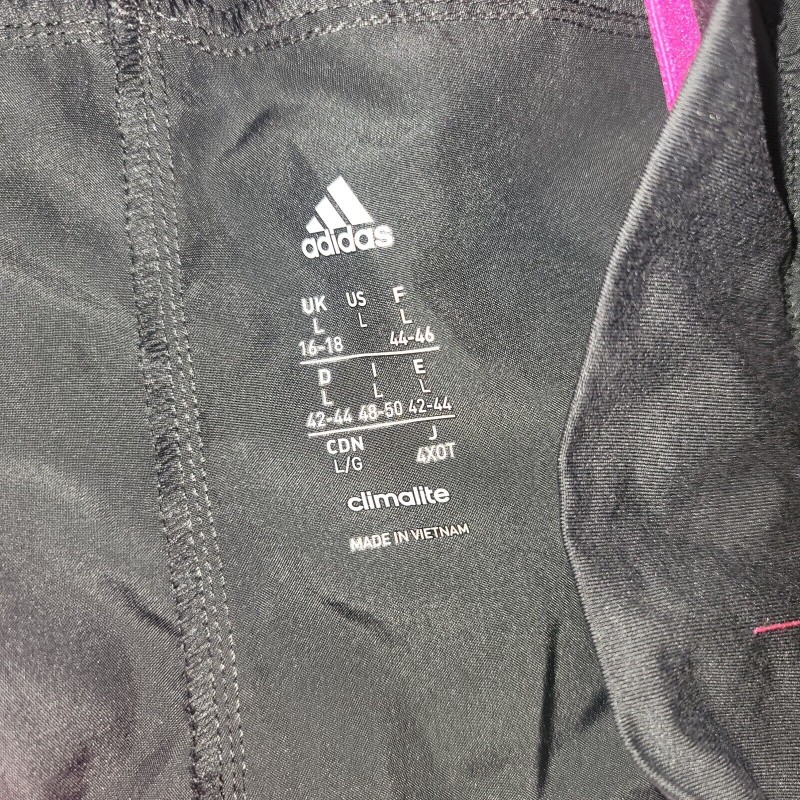 adidas
UK US F
L L L
16-18 44-46
D I E
L L L
42-44 48-50 42-44
CDN J
L/G 4XOT
climalite
MADE IN VIETNAM